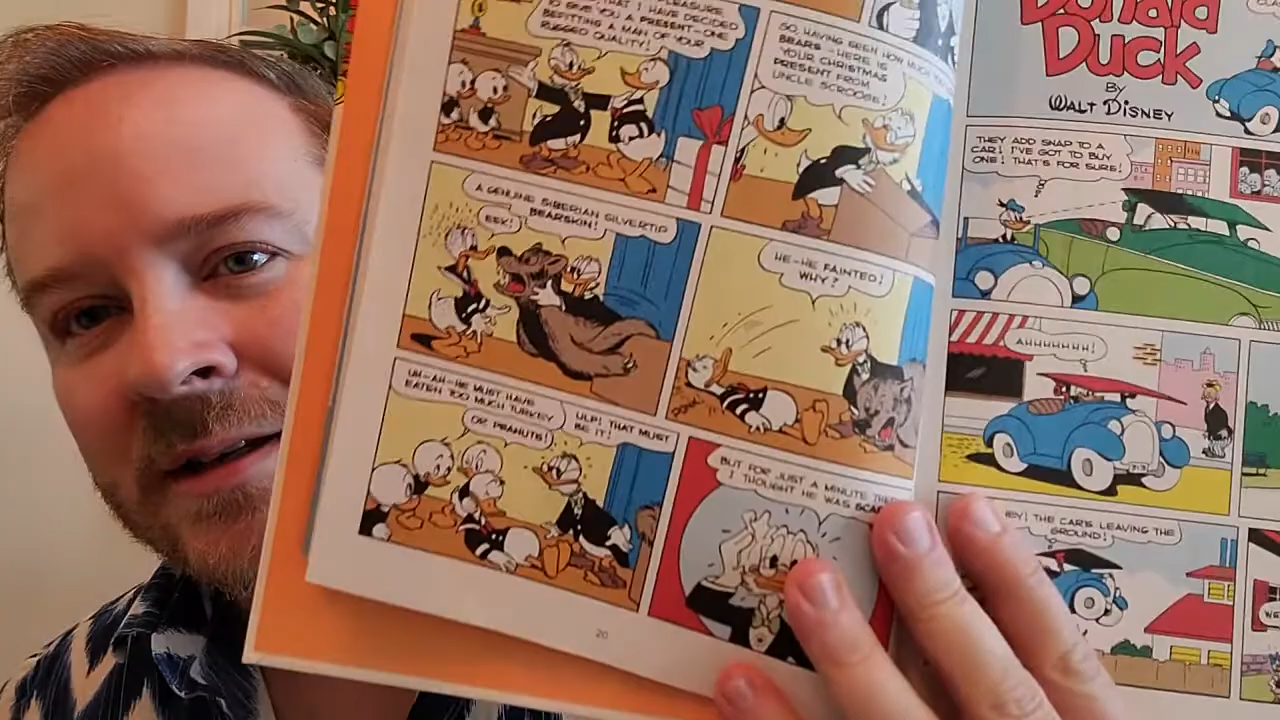 PLEASURE
THAT I HAVE DECIDED
TO GIVE YOU A PRESENT—ONE
BEFITTING A MAN OF YOUR
RUGGED QUALITY!
SO, HAVING SEEN HOW MUCH
BEARS—HERE IS
YOUR CHRISTMAS
PRESENT FROM
UNCLE SCROOGE!
A GENUINE SIBERIAN SILVERTIP
BEARSKIN!
EEK!
HE-HE FAINTED!
WHY?
UH-AH-HE MUST HAVE
EATEN TOO MUCH TURKEY
OR PEANUTS!
ULP! THAT MUST
BE IT!
BUT FOR JUST A MINUTE
I THOUGHT HE WAS
20
Donald
Duck
BY
WALT DISNEY
THEY ADD SNAP TO A
CAR! I'VE GOT TO BUY
ONE! THAT'S FOR SURE!
AHHHHHH!
313
HEY! THE CAR'S LEAVING THE
GROUND!